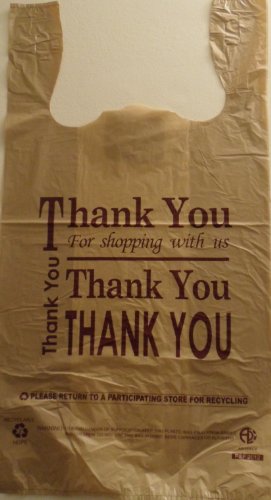 Thank You
For shopping with us
Thank You
Thank You
THANK YOU
PLEASE RETURN TO A PARTICIPATING STORE FOR RECYCLING
RECYCLABLE
HDPE